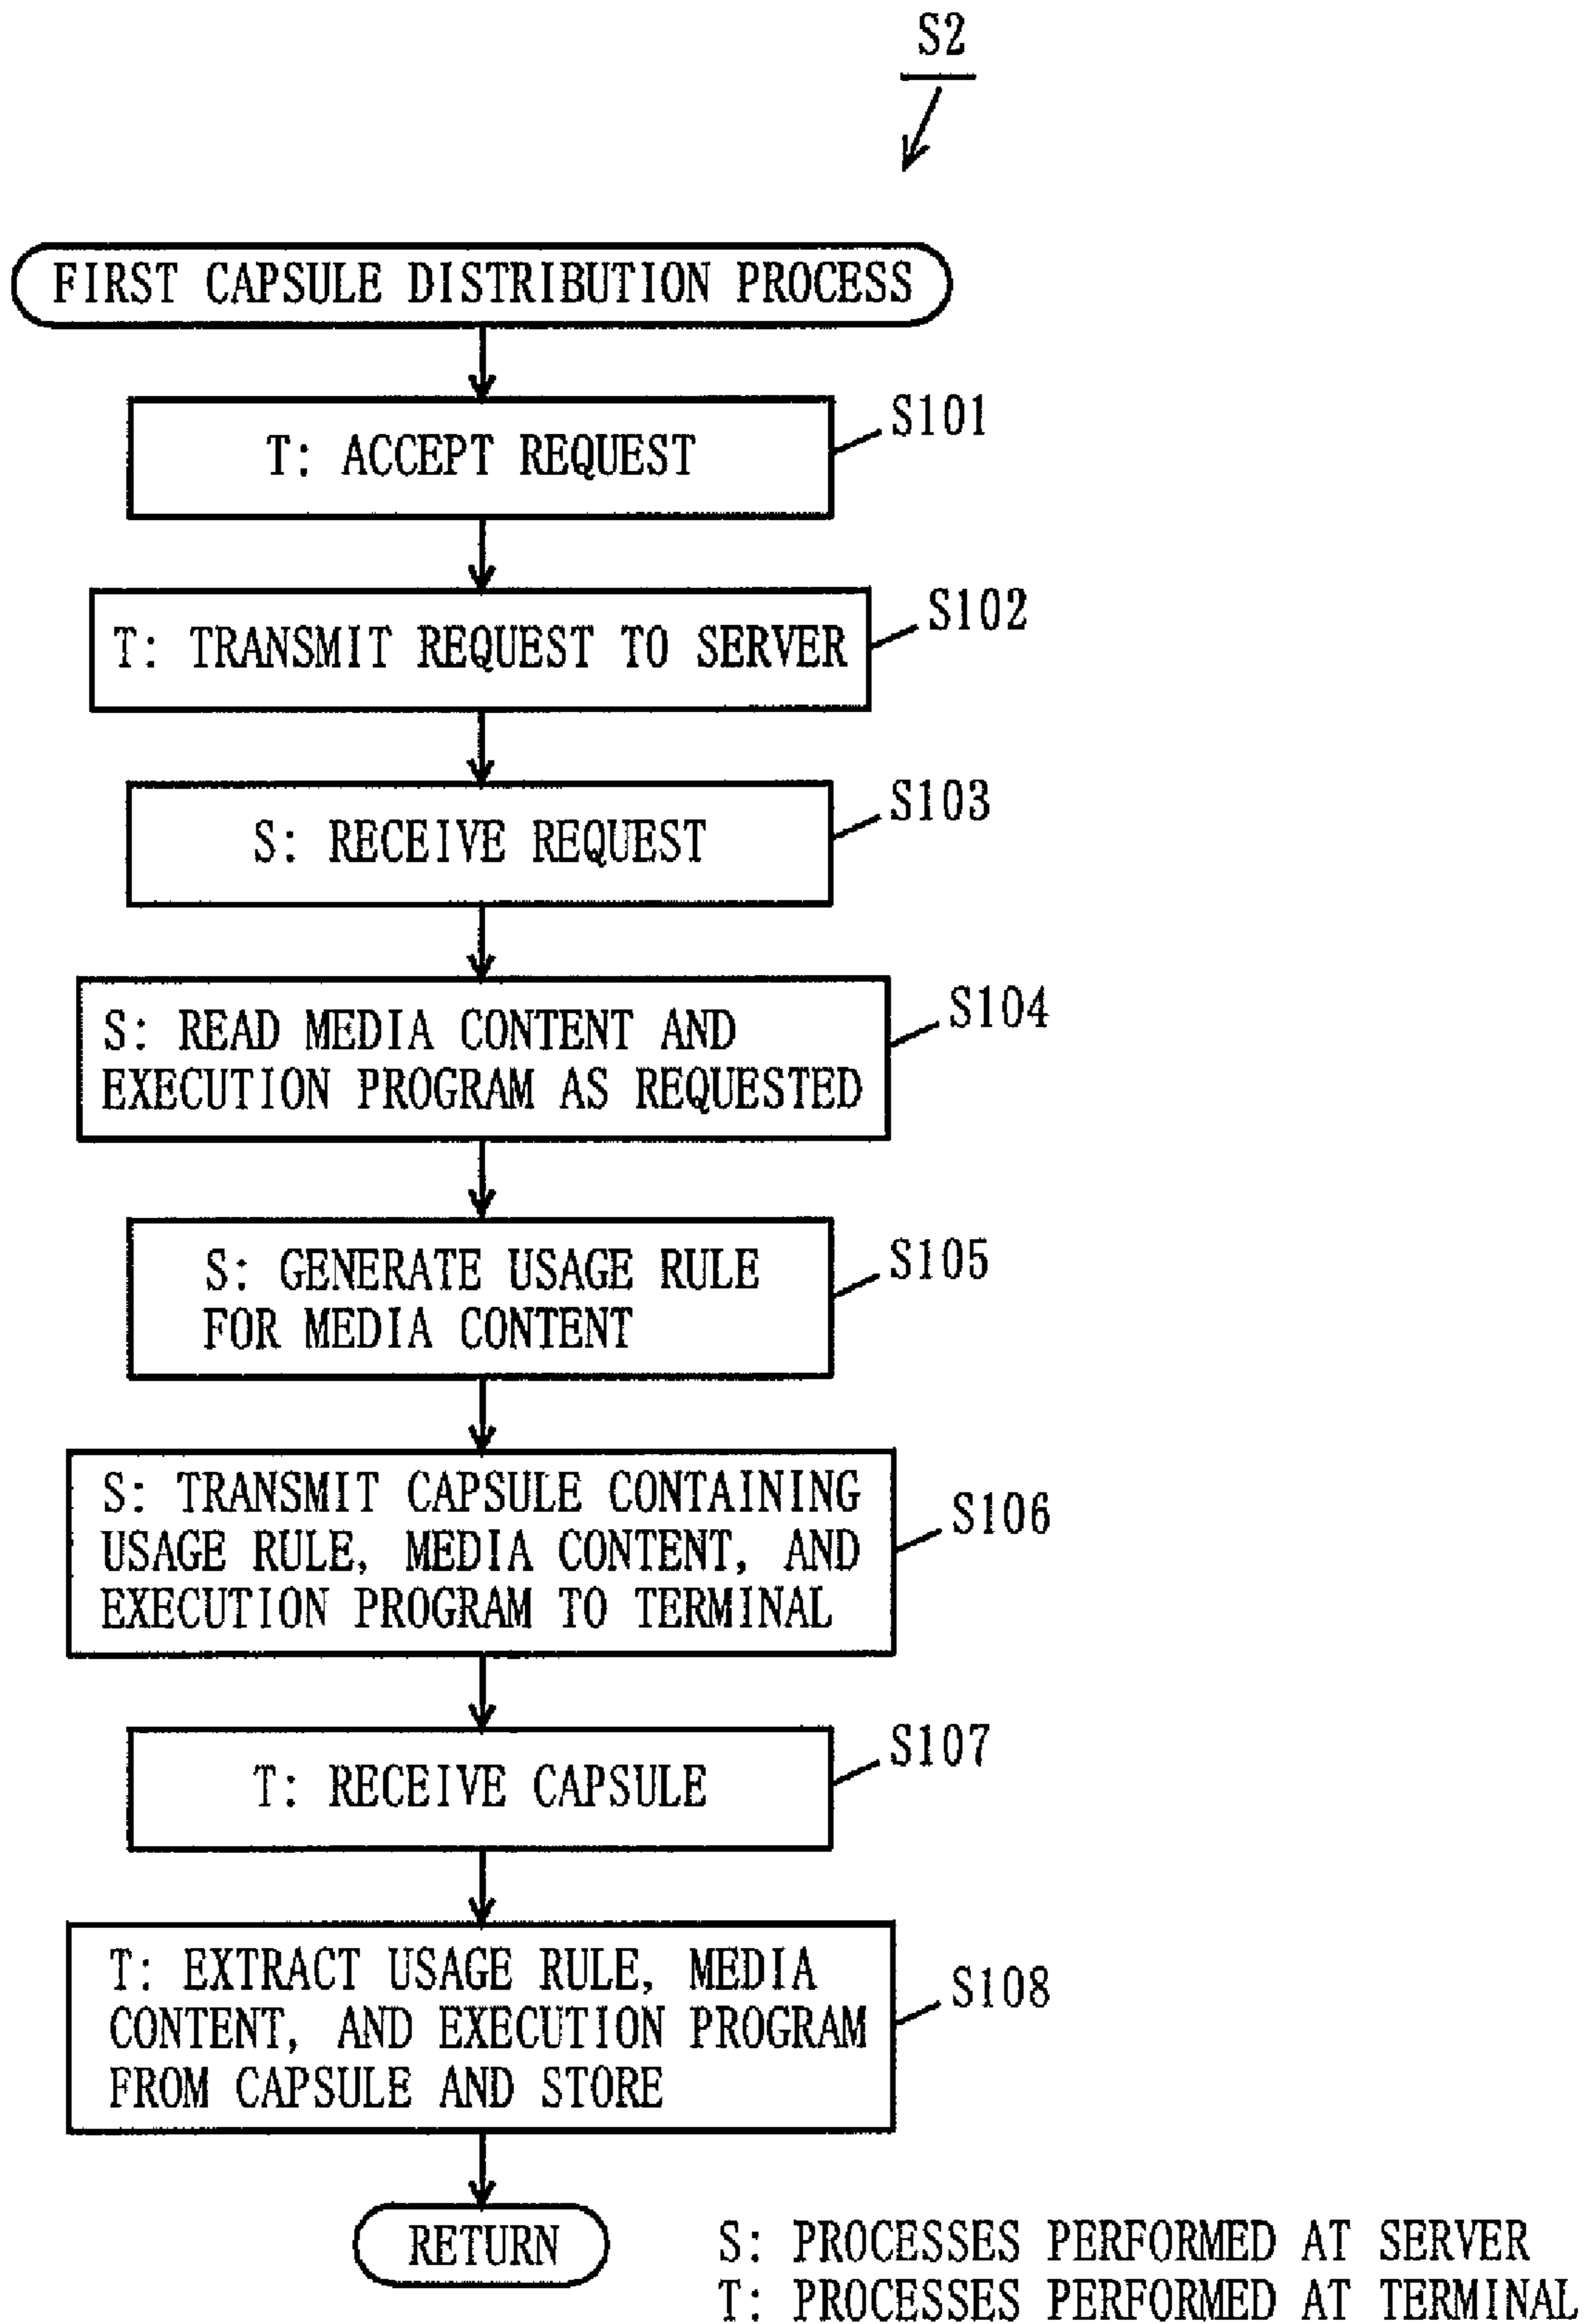 S2
FIRST CAPSULE DISTRIBUTION PROCESS
T: ACCEPT REQUEST
S101
T: TRANSMIT REQUEST TO SERVER
S102
S: RECEIVE REQUEST
S103
S: READ MEDIA CONTENT AND
EXECUTION PROGRAM AS REQUESTED
S104
S: GENERATE USAGE RULE
FOR MEDIA CONTENT
S105
S: TRANSMIT CAPSULE CONTAINING
USAGE RULE, MEDIA CONTENT, AND
EXECUTION PROGRAM TO TERMINAL
S106
T: RECEIVE CAPSULE
S107
T: EXTRACT USAGE RULE, MEDIA
CONTENT, AND EXECUTION PROGRAM
FROM CAPSULE AND STORE
S108
RETURN
S: PROCESSES PERFORMED AT SERVER
T: PROCESSES PERFORMED AT TERMINAL